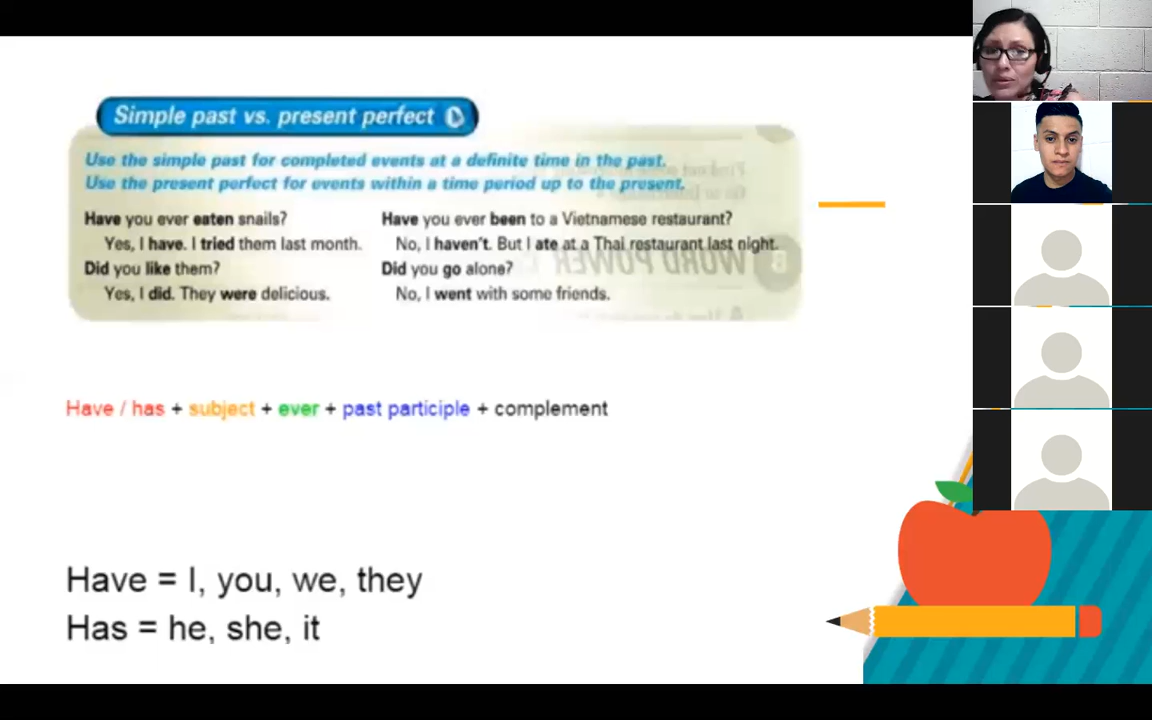 Simple past vs. present perfect
Use the simple past for completed events at a definite time in the past.
Use the present perfect for events within a time period up to the present.
Have you ever eaten snails?
Yes, I have. I tried them last month.
Did you like them?
Yes, I did. They were delicious.
Have you ever been to a Vietnamese restaurant?
No, I haven't. But I ate at a Thai restaurant last night.
Did you go alone?
No, I went with some friends.
WORD POWER
Have / has + subject + ever + past participle + complement
Have = I, you, we, they
Has = he, she, it